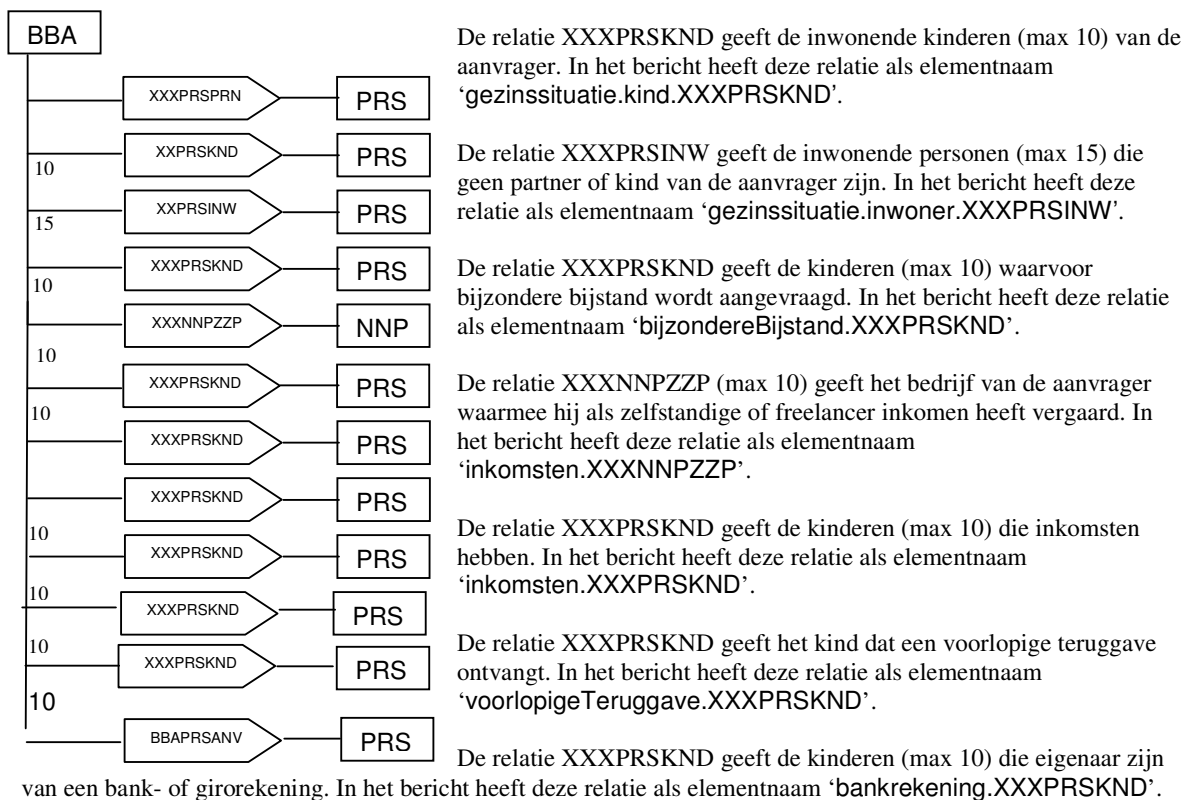 BBA
XXXPRSPRN PRS
XXPRSKND PRS
10
XXPRSINW PRS
15
XXXPRSKND PRS
10
XXXNNPZZP NNP
10
XXXPRSKND PRS
10
XXXPRSKND PRS
XXXPRSKND PRS
10
XXXPRSKND PRS
10
XXXPRSKND PRS
10
XXXPRSKND PRS
10
BBAPRSANV PRS
De relatie XXXPRSKND geeft de inwonende kinderen (max 10) van de
aanvrager. In het bericht heeft deze relatie als elementnaam
‘gezinssituatie.kind.XXXPRSKND’.
De relatie XXXPRSINW geeft de inwonende personen (max 15) die
geen partner of kind van de aanvrager zijn. In het bericht heeft deze
relatie als elementnaam ‘gezinssituatie.inwoner.XXXPRSINW’.
De relatie XXXPRSKND geeft de kinderen (max 10) waarvoor
bijzondere bijstand wordt aangevraagd. In het bericht heeft deze relatie
als elementnaam ‘bijzondereBijstand.XXXPRSKND’.
De relatie XXXNNPZZP (max 10) geeft het bedrijf van de aanvrager
waarmee hij als zelfstandige of freelancer inkomen heeft vergaard. In
het bericht heeft deze relatie als elementnaam
‘inkomsten.XXXNNPZZP’.
De relatie XXXPRSKND geeft de kinderen (max 10) die inkomsten
hebben. In het bericht heeft deze relatie als elementnaam
‘inkomsten.XXXPRSKND’.
De relatie XXXPRSKND geeft het kind dat een voorlopige teruggave
ontvangt. In het bericht heeft deze relatie als elementnaam
‘voorlopigeTeruggave.XXXPRSKND’.
De relatie XXXPRSKND geeft de kinderen (max 10) die eigenaar zijn
van een bank- of girorekening. In het bericht heeft deze relatie als elementnaam ‘bankrekening.XXXPRSKND’.